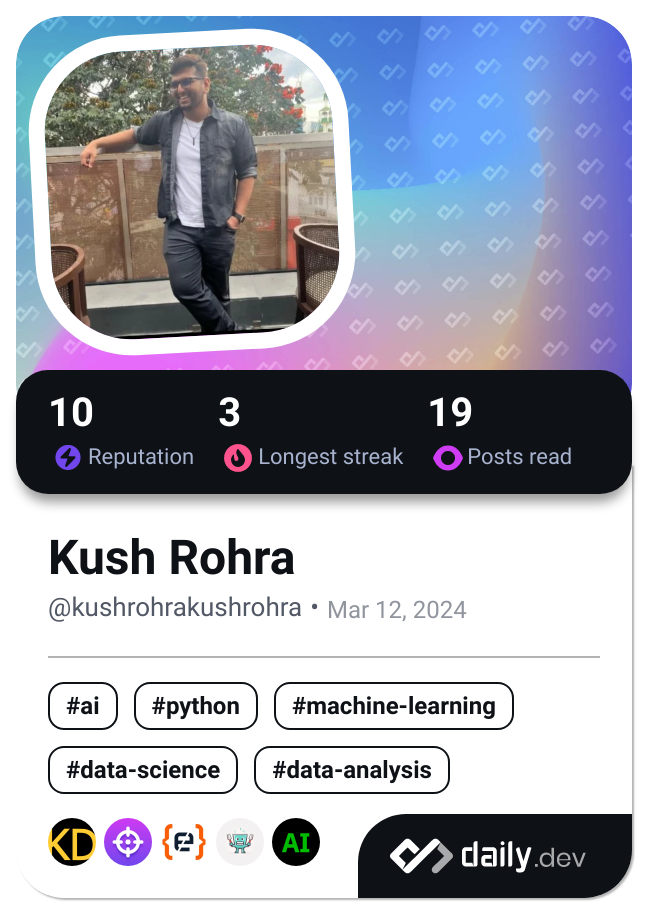 10 3 19
Reputation Longest streak Posts read
Kush Rohra
@kushrohrakushrohra • Mar 12, 2024
#ai #python #machine-learning
#data-science #data-analysis
KD AI
daily.dev